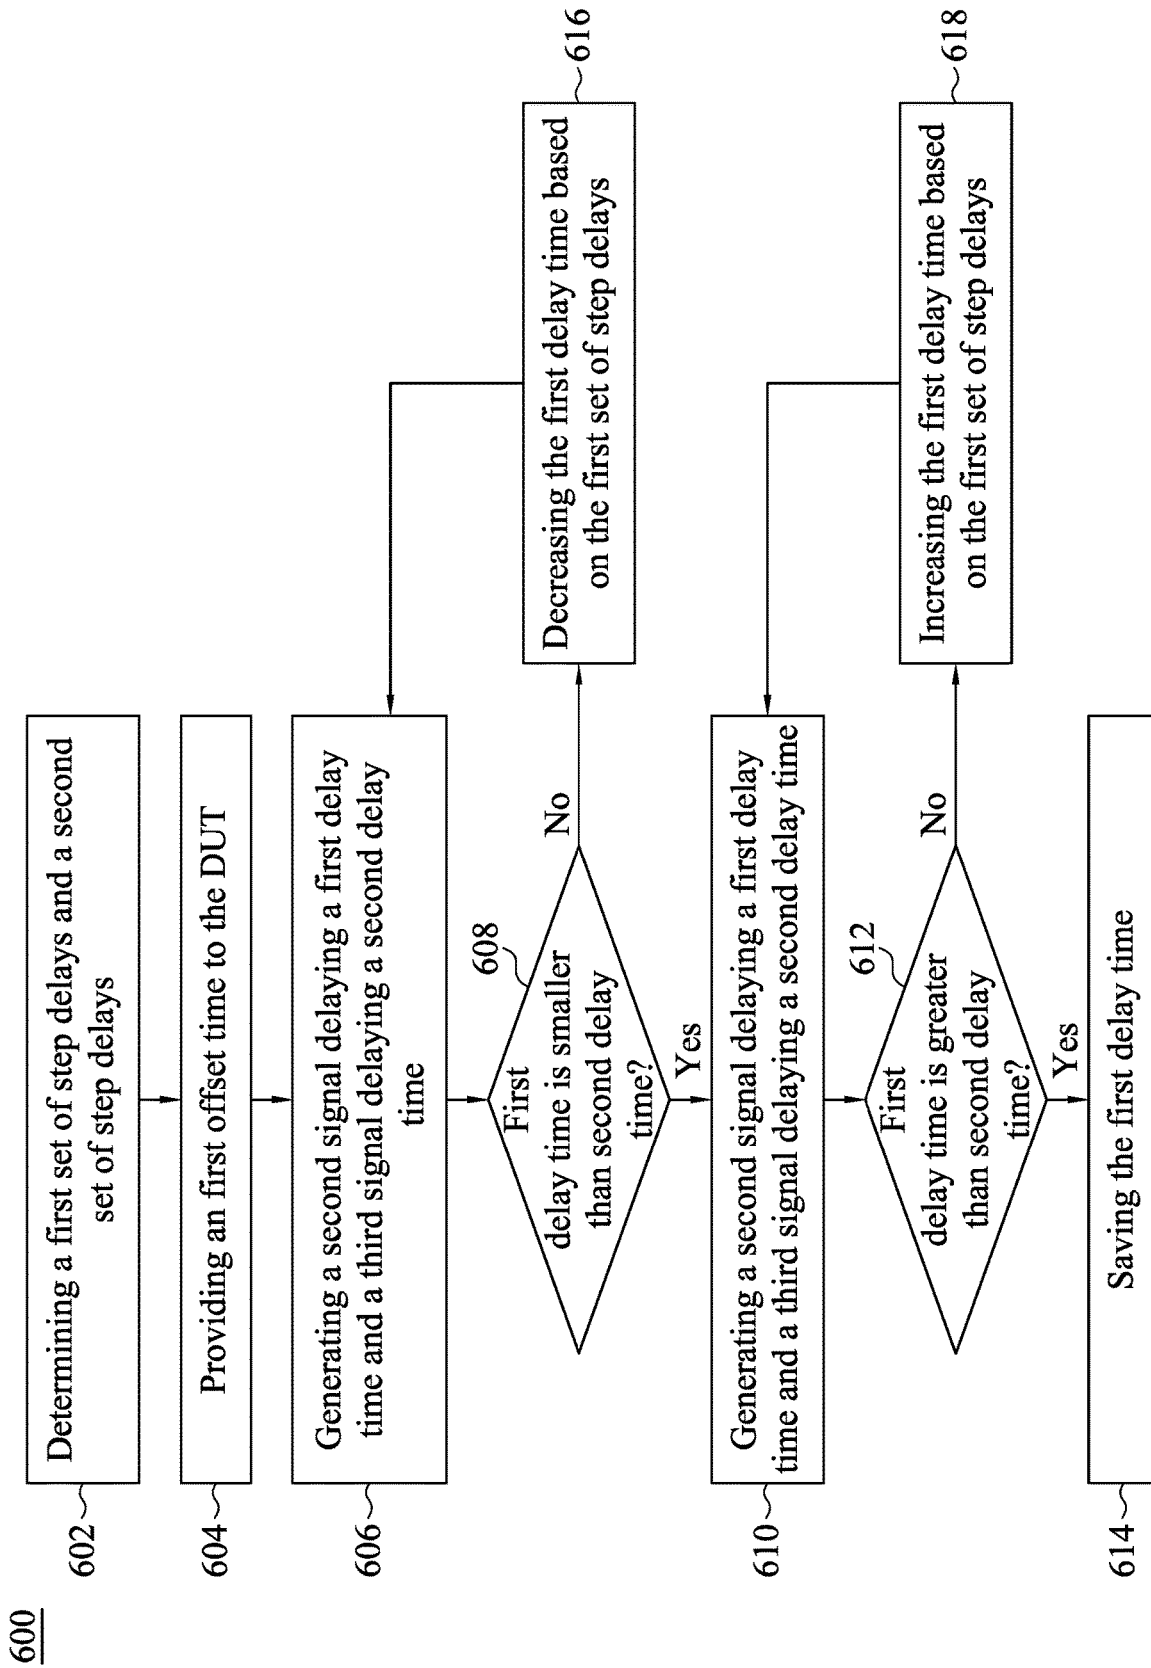 600
602
Determining a first set of step delays and a second
set of step delays
604
Providing an first offset time to the DUT
606
Generating a second signal delaying a first delay
time and a third signal delaying a second delay
time
608
First
delay time is smaller
than second delay
time?
No
Yes
616
Decreasing the first delay time based
on the first set of step delays
610
Generating a second signal delaying a first delay
time and a third signal delaying a second delay time
612
First
delay time is greater
than second delay
time?
No
Yes
618
Increasing the first delay time based
on the first set of step delays
614
Saving the first delay time